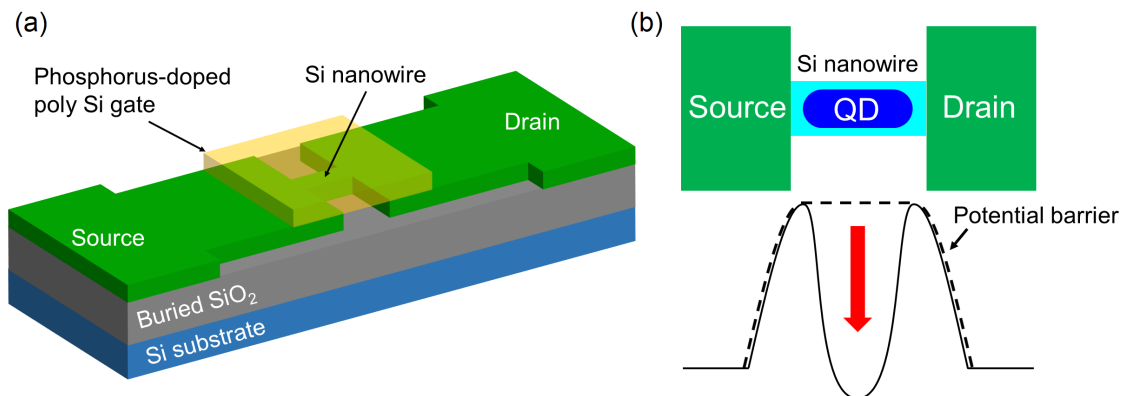 (a)
Phosphorus-doped
poly Si gate
Si nanowire
Drain
Source
Buried SiO₂
Si substrate
(b)
Si nanowire
Source
QD
Drain
Potential barrier